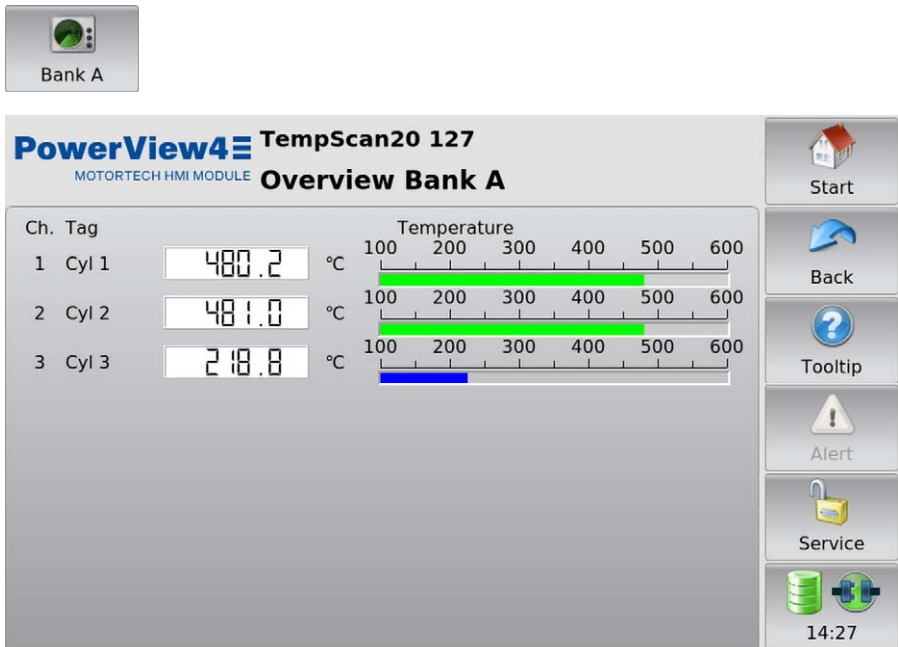 Bank A
PowerView4 TempScan20 127
MOTORTECH HMI MODULE Overview Bank A
Start
Back
Tooltip
Alert
Service
14:27
Ch. Tag Temperature
100 200 300 400 500 600
1 Cyl 1 480.2 °C
100 200 300 400 500 600
2 Cyl 2 481.0 °C
100 200 300 400 500 600
3 Cyl 3 218.8 °C